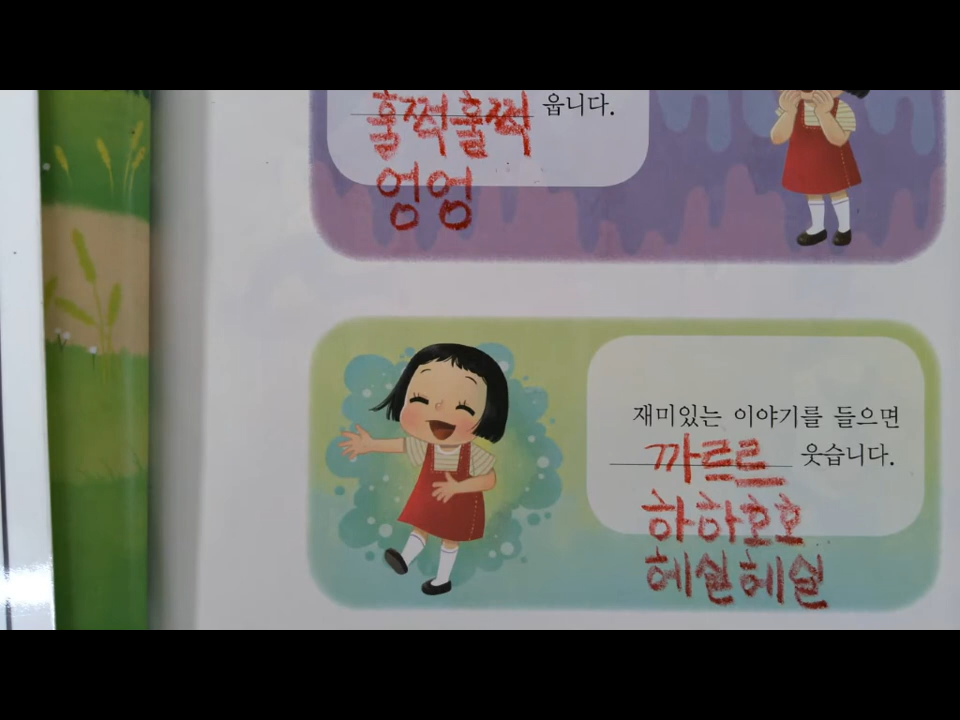 훌쩍훌쩍 웁니다.
엉엉
재미있는 이야기를 들으면
까르르 웃습니다.
하하호호
헤실헤실